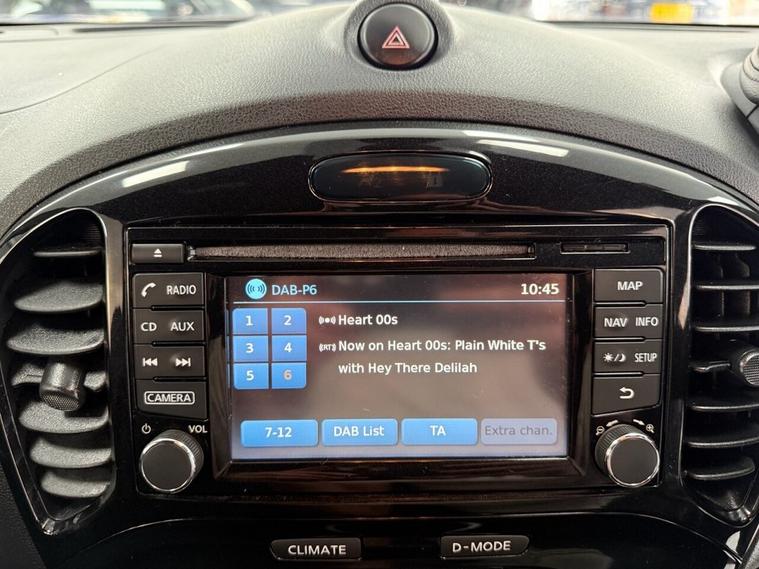 DAB-P6 10:45
1 2 Heart 00s
3 4 Now on Heart 00s: Plain White T's
with Hey There Delilah
5 6
7-12 DAB List TA Extra chan.
RADIO
CD AUX
CAMERA
VOL
MAP
NAV INFO
SETUP
CLIMATE
D-MODE